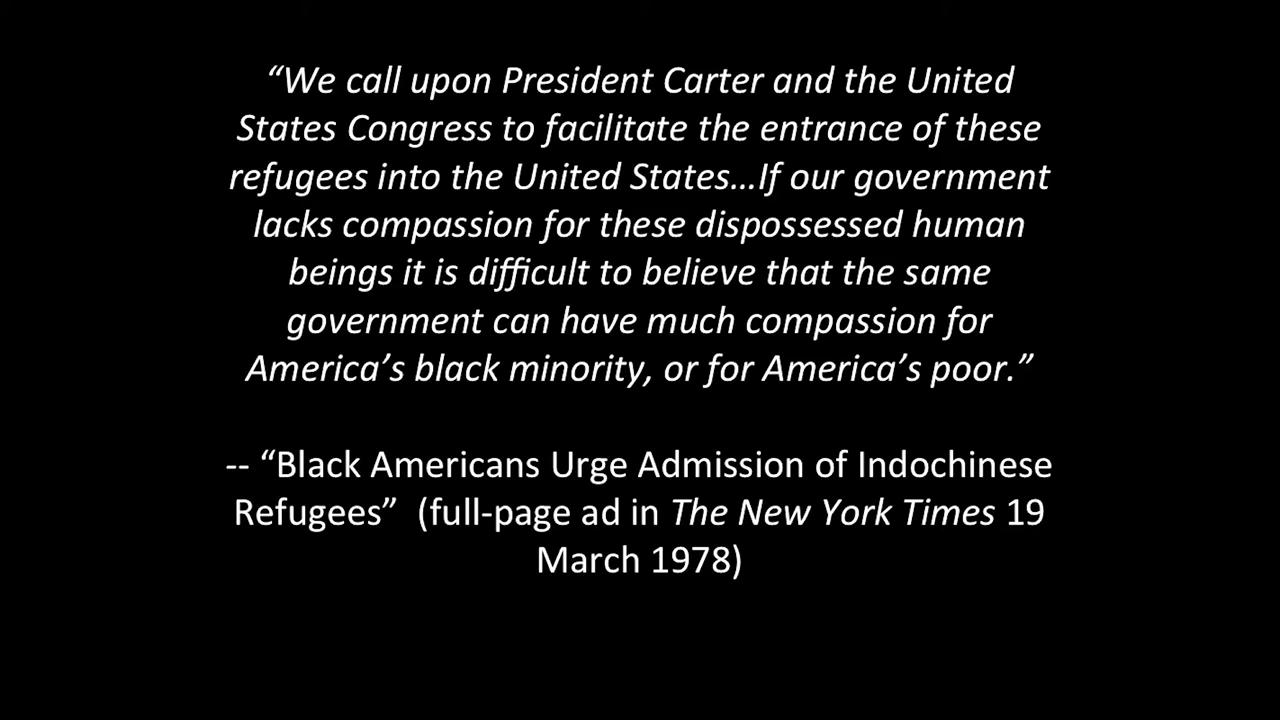 “We call upon President Carter and the United
States Congress to facilitate the entrance of these
refugees into the United States…If our government
lacks compassion for these dispossessed human
beings it is difficult to believe that the same
government can have much compassion for
America’s black minority, or for America’s poor.”
-- “Black Americans Urge Admission of Indochinese
Refugees”  (full-page ad in The New York Times 19
March 1978)